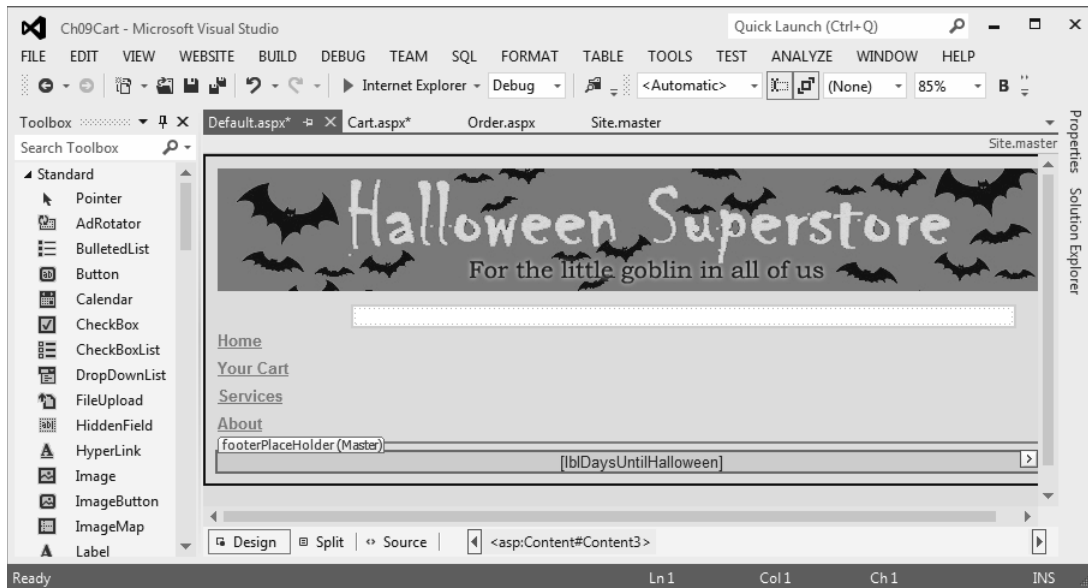 Ch09Cart - Microsoft Visual Studio
Quick Launch (Ctrl+Q)
FILE EDIT VIEW WEBSITE BUILD DEBUG TEAM SQL FORMAT TABLE TOOLS TEST ANALYZE WINDOW HELP
Internet Explorer Debug <Automatic> (None) 85% B
Toolbox
Default.apx* Cart.aspx* Order.aspx Site.master
Search Toolbox
Site.master
Standard
Pointer
AdRotator
BulletedList
Button
Calendar
CheckBox
CheckBoxList
DropDownList
FileUpload
HiddenField
HyperLink
Image
ImageButton
ImageMap
A Label
Halloween Superstore
For the little goblin in all of us
Home
Your Cart
Services
About
footerPlaceHolder (Master)
[lblDaysUntilHalloween]
Design Split Source <asp:Content#Content3>
Properties
Solution Explorer
Ready Ln 1 Col 1 Ch 1 INS